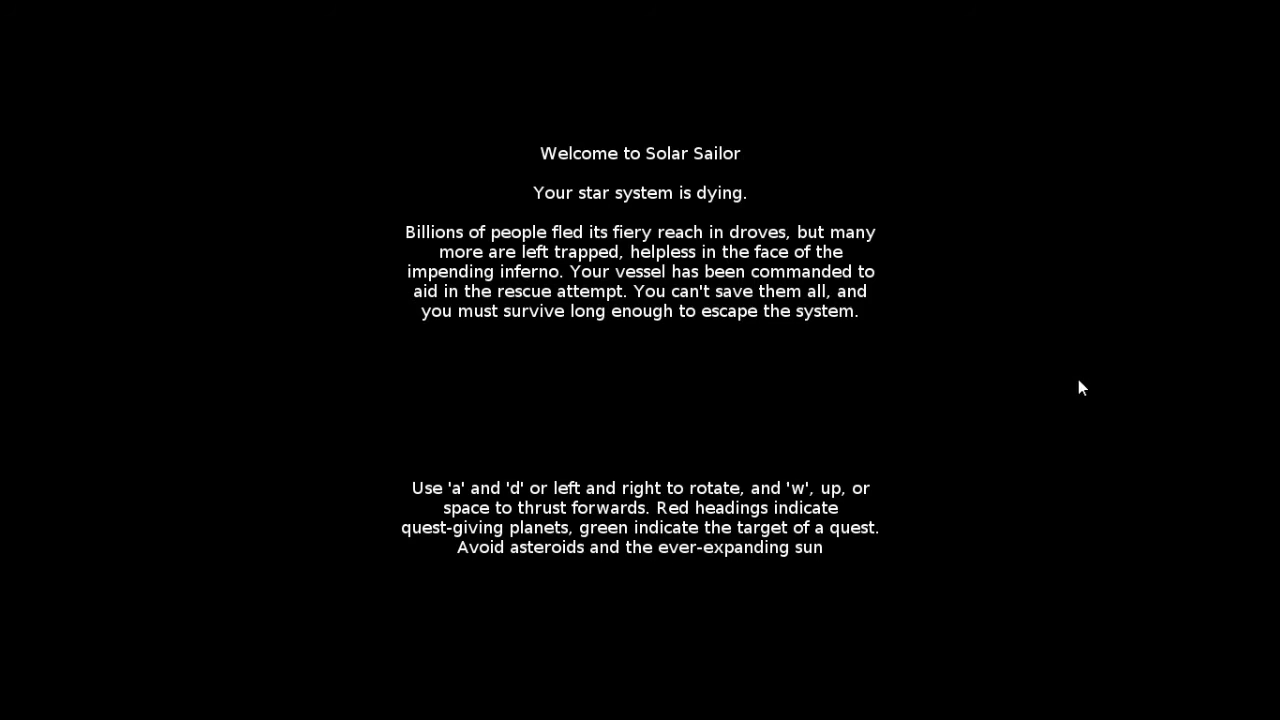 Welcome to Solar Sailor
Your star system is dying.
Billions of people fled its fiery reach in droves, but many
more are left trapped, helpless in the face of the
impending inferno. Your vessel has been commanded to
aid in the rescue attempt. You can't save them all, and
you must survive long enough to escape the system.
Use 'a' and 'd' or left and right to rotate, and 'w', up, or
space to thrust forwards. Red headings indicate
quest-giving planets, green indicate the target of a quest.
Avoid asteroids and the ever-expanding sun